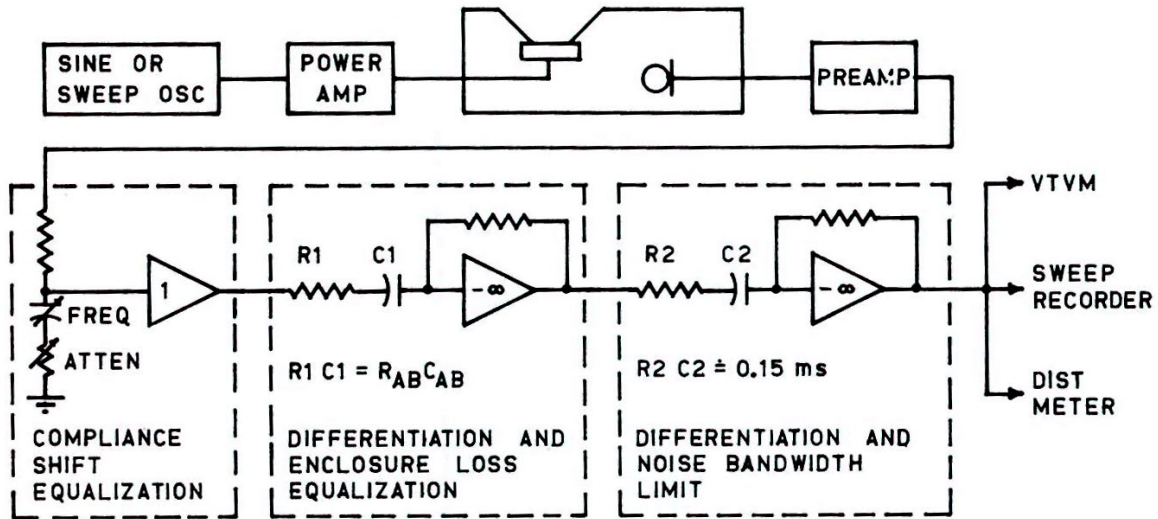 SINE OR
SWEEP OSC
POWER
AMP
PREAMP
VTVM
R1
C1
R2
C2
1
-∞
-∞
SWEEP
RECORDER
FREQ
ATTEN
R1 C1 = RABCAB
R2 C2 ≐ 0.15 ms
DIST
METER
COMPLIANCE
SHIFT
EQUALIZATION
DIFFERENTIATION AND
ENCLOSURE LOSS
EQUALIZATION
DIFFERENTIATION AND
NOISE BANDWIDTH
LIMIT